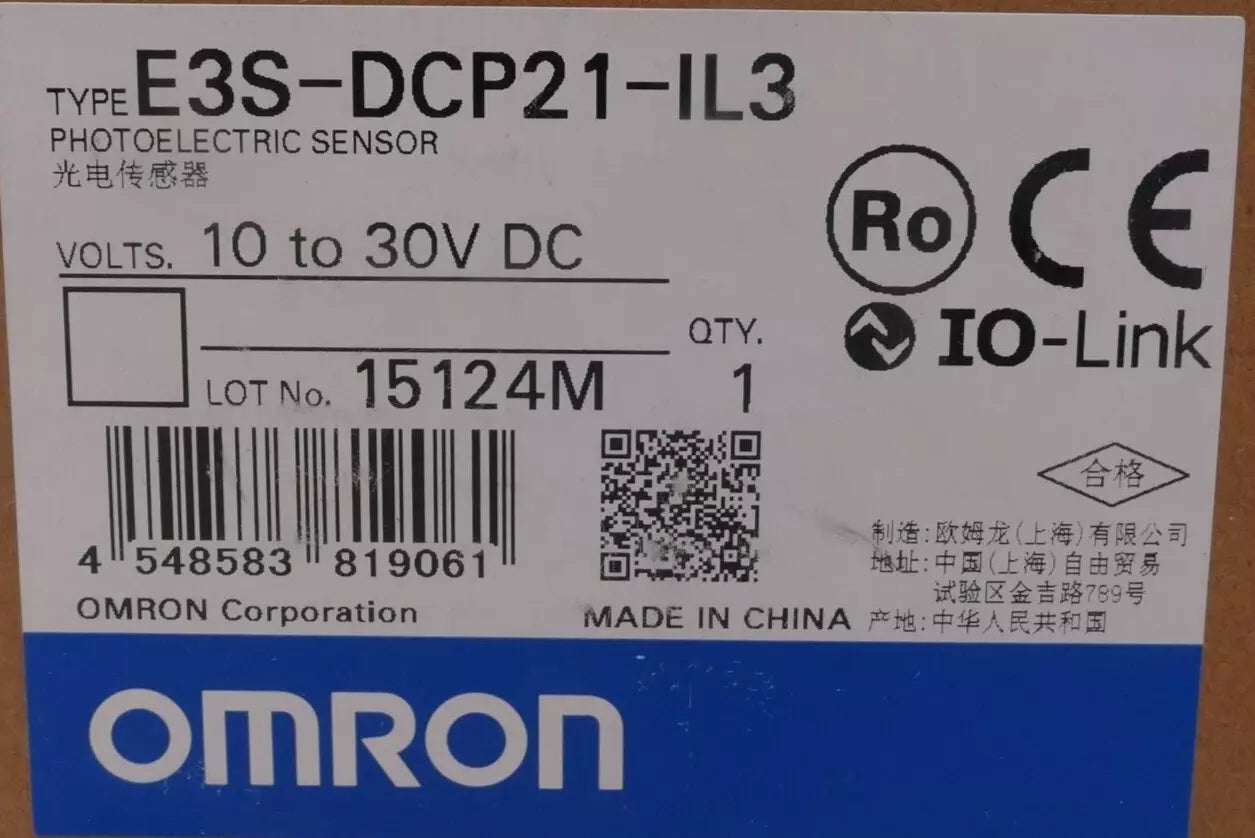 TYPE E3S-DCP21-IL3
PHOTOELECTRIC SENSOR
光电传感器
VOLTS. 10 to 30V DC
Ro CE
IO-Link
QTY.
LOT No. 15124M 1
合格
4 548583 819061
OMRON Corporation
MADE IN CHINA
制造:欧姆龙(上海)有限公司
地址:中国(上海)自由贸易
试验区金吉路789号
产地:中华人民共和国
OMRON